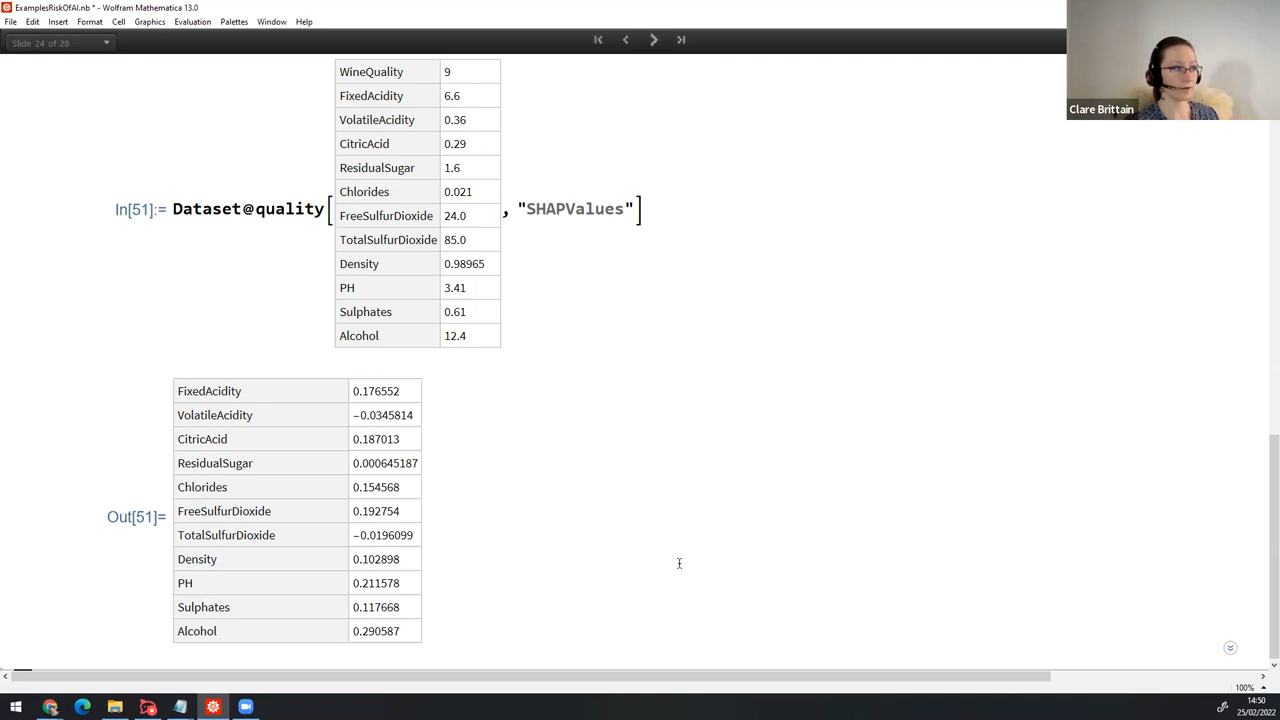 ExamplesRiskOfAI.nb * - Wolfram Mathematica 13.0
File Edit Insert Format Cell Graphics Evaluation Palettes Window Help
Slide 24 of 28
Clare Brittain
WineQuality 9
FixedAcidity 6.6
VolatileAcidity 0.36
CitricAcid 0.29
ResidualSugar 1.6
Chlorides 0.021
In[51]:= Dataset@quality[ FreeSulfurDioxide 24.0 , "SHAPValues"]
TotalSulfurDioxide 85.0
Density 0.98965
PH 3.41
Sulphates 0.61
Alcohol 12.4
FixedAcidity 0.176552
VolatileAcidity −0.0345814
CitricAcid 0.187013
ResidualSugar 0.000645187
Chlorides 0.154568
Out[51]= FreeSulfurDioxide 0.192754
TotalSulfurDioxide −0.0196099
Density 0.102898
PH 0.211578
Sulphates 0.117668
Alcohol 0.290587
100%
14:50
25/02/2022